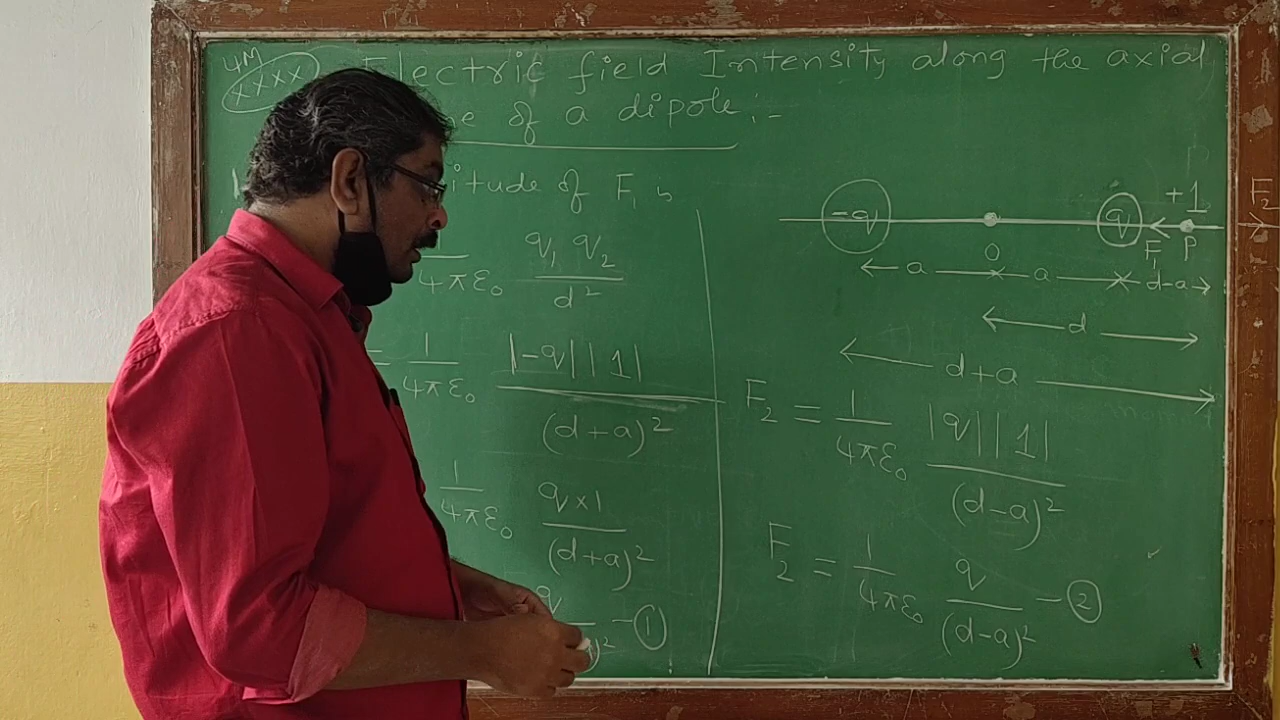 4M
xxxx Electric field Intensity along the axial
of a dipole:-
itude of F₁ is
1/4πε₀ q₁ q₂/d²
= 1/4πε₀ |-q||1|/(d+a)²
1/4πε₀ q×1/(d+a)²
q - ①
-q q +1 F₂
O F₁ P
a a d-a
d
d+a
F₂ = 1/4πε₀ |q||1|/(d-a)²
F₂ = 1/4πε₀ q/(d-a)² - ②